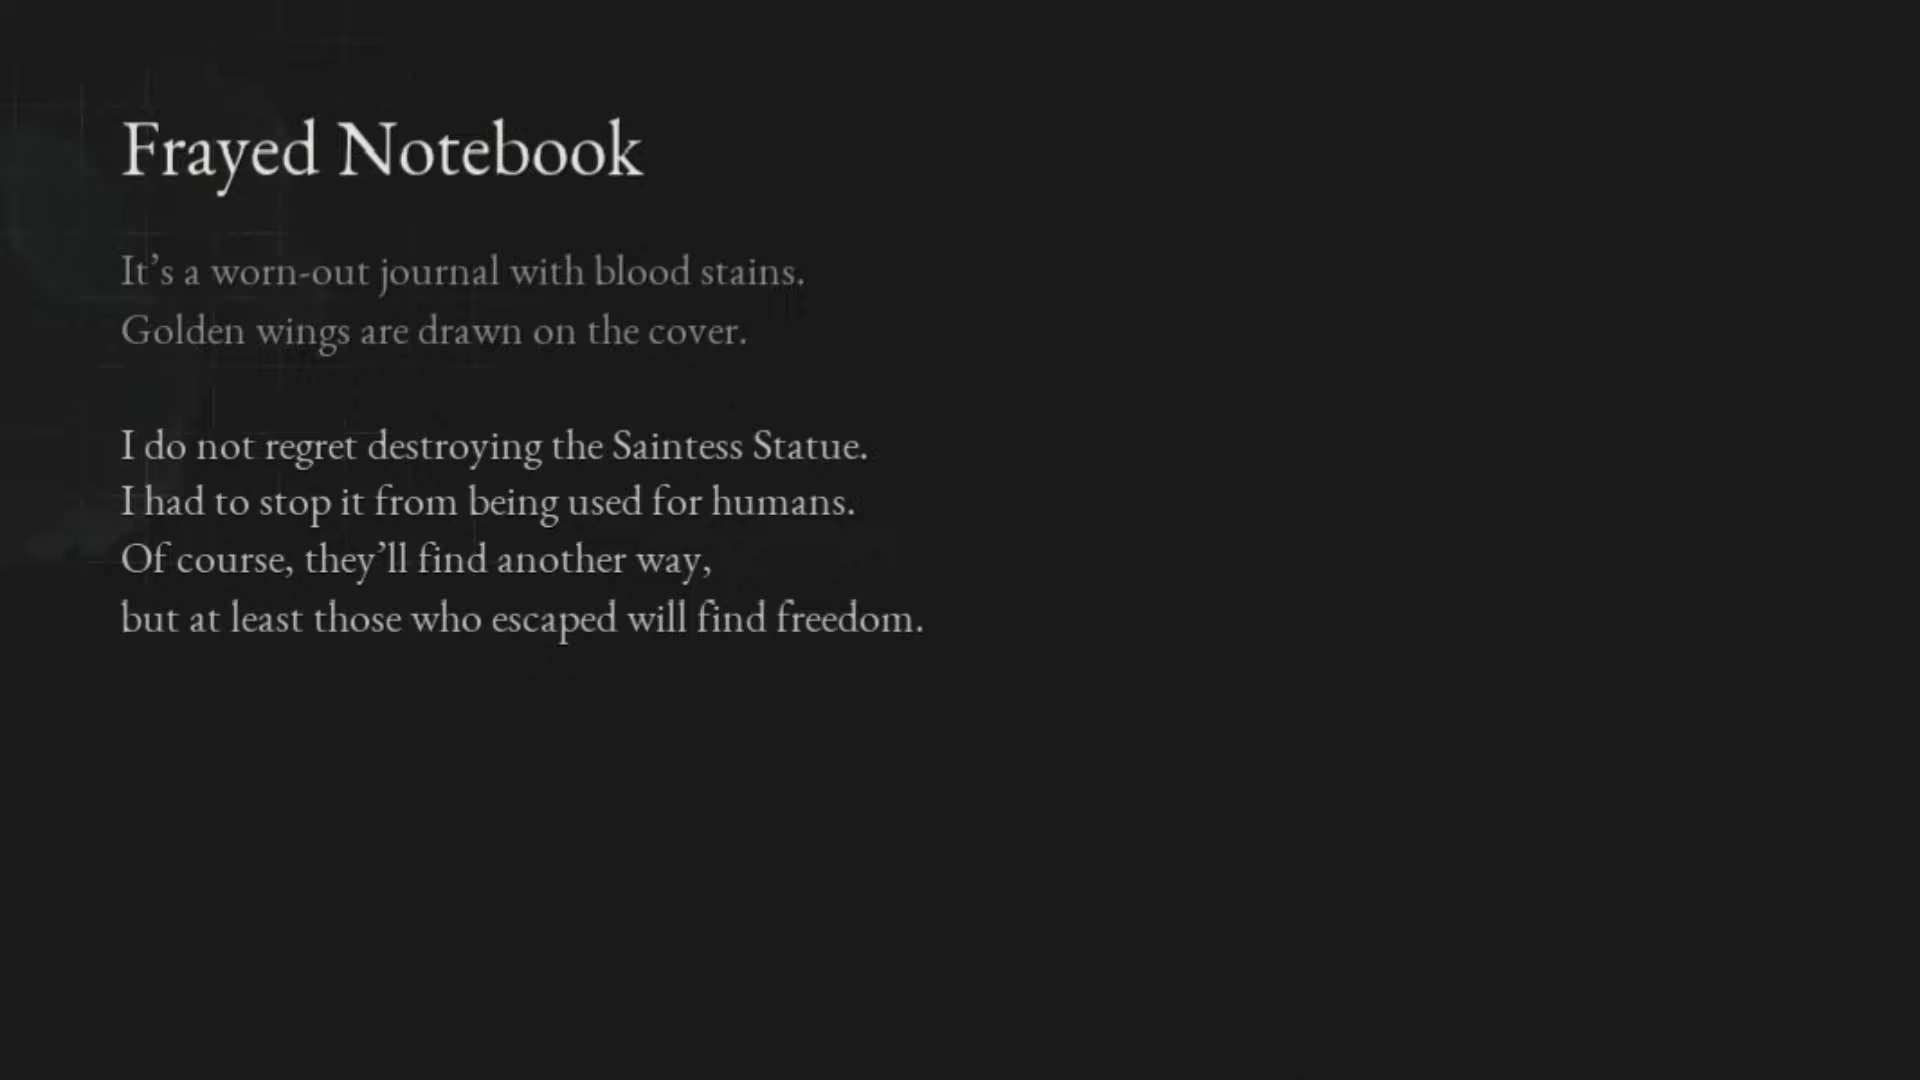 Frayed Notebook
It’s a worn-out journal with blood stains.
Golden wings are drawn on the cover.
I do not regret destroying the Saintess Statue.
I had to stop it from being used for humans.
Of course, they’ll find another way,
but at least those who escaped will find freedom.